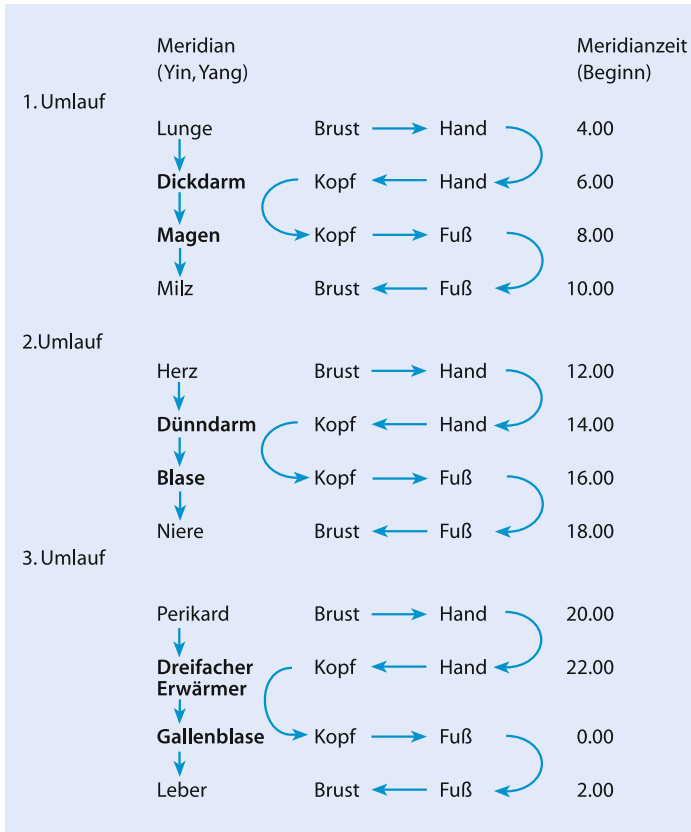 Meridian Meridianzeit
(Yin, Yang) (Beginn)
1. Umlauf
Lunge Brust Hand 4.00
Dickdarm Kopf Hand 6.00
Magen Kopf Fuß 8.00
Milz Brust Fuß 10.00
2.Umlauf
Herz Brust Hand 12.00
Dünndarm Kopf Hand 14.00
Blase Kopf Fuß 16.00
Niere Brust Fuß 18.00
3. Umlauf
Perikard Brust Hand 20.00
Dreifacher Kopf Hand 22.00
Erwärmer
Gallenblase Kopf Fuß 0.00
Leber Brust Fuß 2.00